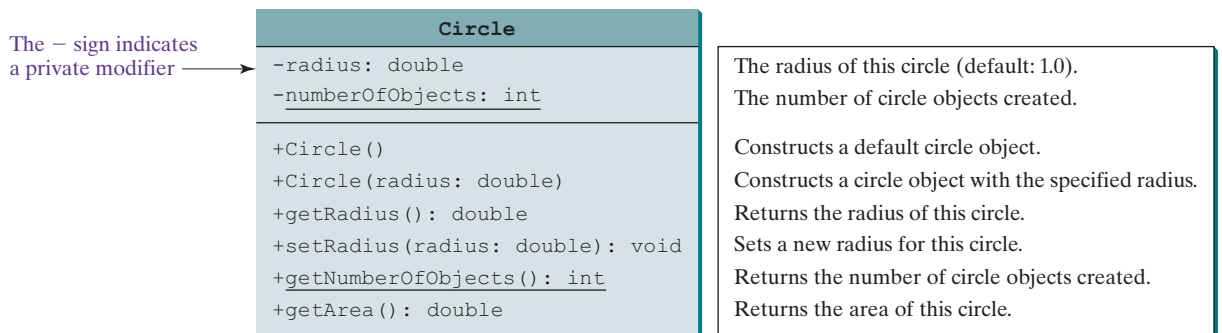 Circle
The − sign indicates
a private modifier
-radius: double
-numberOfObjects: int
The radius of this circle (default: 1.0).
The number of circle objects created.
+Circle()
+Circle(radius: double)
+getRadius(): double
+setRadius(radius: double): void
+getNumberOfObjects(): int
+getArea(): double
Constructs a default circle object.
Constructs a circle object with the specified radius.
Returns the radius of this circle.
Sets a new radius for this circle.
Returns the number of circle objects created.
Returns the area of this circle.